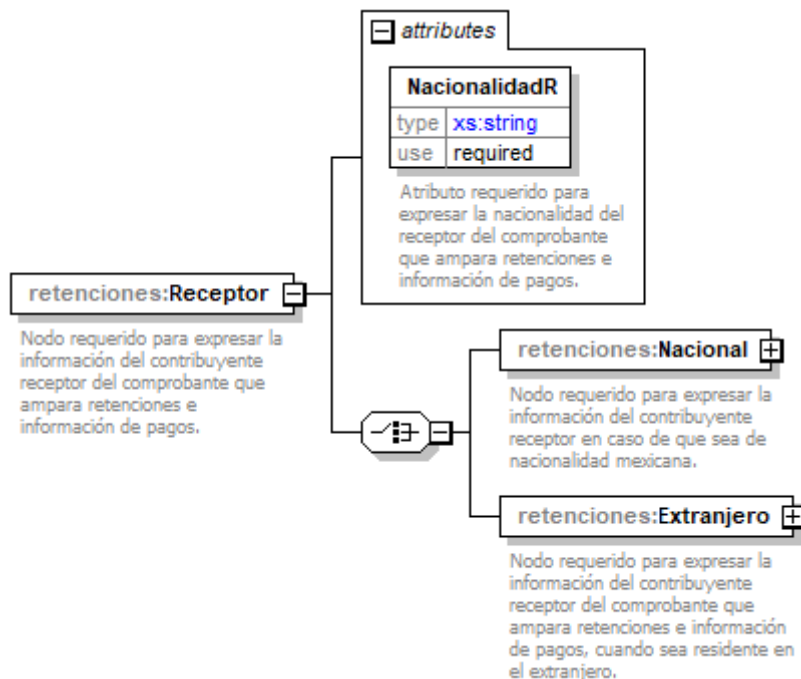 attributes
NacionalidadR
type xs:string
use required
Atributo requerido para
expresar la nacionalidad del
receptor del comprobante
que ampara retenciones e
información de pagos.
retenciones:Receptor
Nodo requerido para expresar la
información del contribuyente
receptor del comprobante que
ampara retenciones e
información de pagos.
retenciones:Nacional
Nodo requerido para expresar la
información del contribuyente
receptor en caso de que sea de
nacionalidad mexicana.
retenciones:Extranjero
Nodo requerido para expresar la
información del contribuyente
receptor del comprobante que
ampara retenciones e información
de pagos, cuando sea residente en
el extranjero.